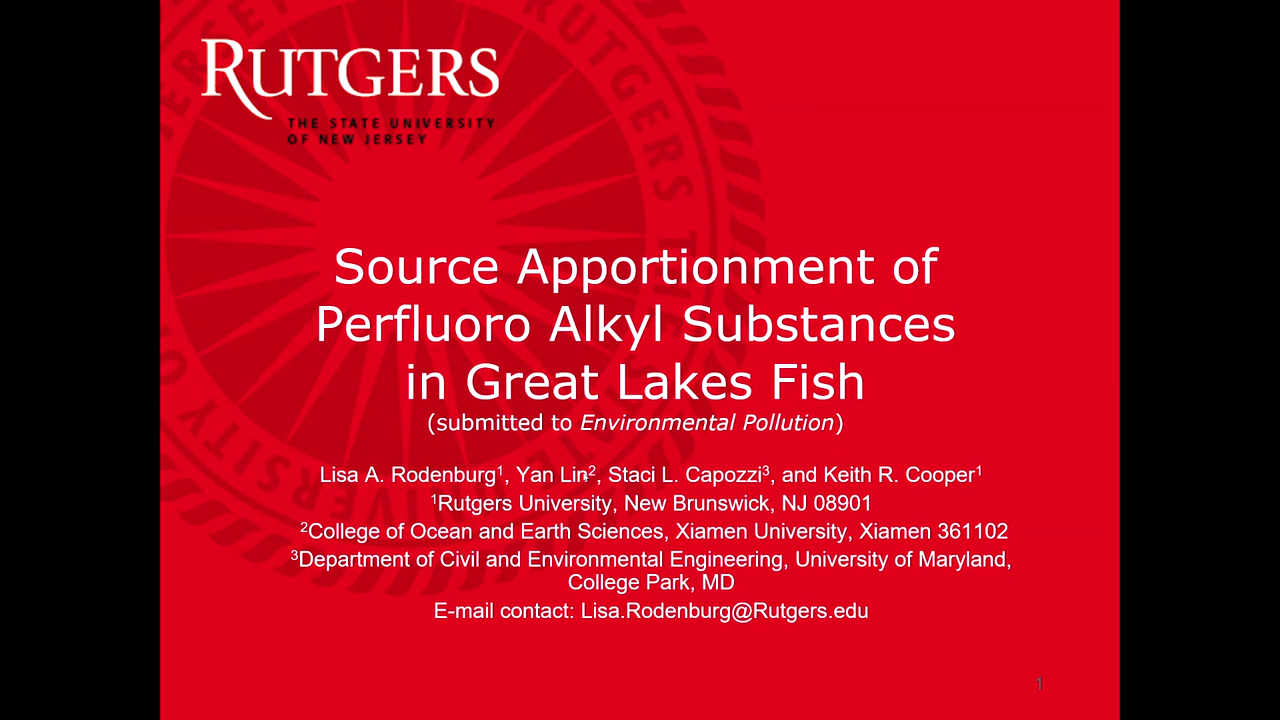 RUTGERS
THE STATE UNIVERSITY
OF NEW JERSEY
Source Apportionment of
Perfluoro Alkyl Substances
in Great Lakes Fish
(submitted to Environmental Pollution)
Lisa A. Rodenburg¹, Yan Lin², Staci L. Capozzi³, and Keith R. Cooper¹
¹Rutgers University, New Brunswick, NJ 08901
²College of Ocean and Earth Sciences, Xiamen University, Xiamen 361102
³Department of Civil and Environmental Engineering, University of Maryland,
College Park, MD
E-mail contact: Lisa.Rodenburg@Rutgers.edu
1